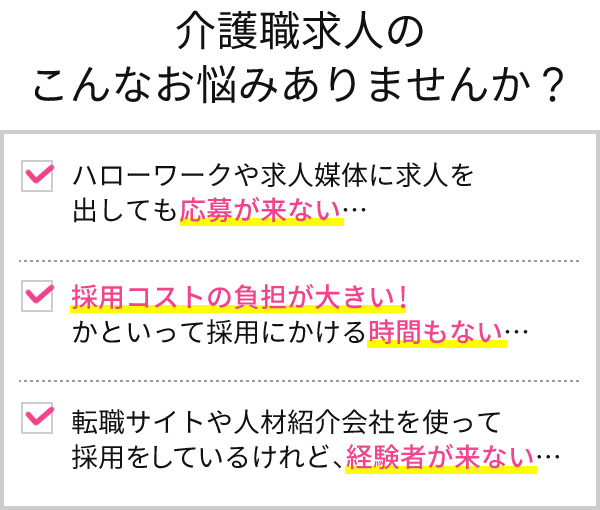 介護職求人の
こんなお悩みありませんか？
ハローワークや求人媒体に求人を
出しても応募が来ない…
採用コストの負担が大きい！
かといって採用にかける時間もない…
転職サイトや人材紹介会社を使って
採用をしているけれど、経験者が来ない…